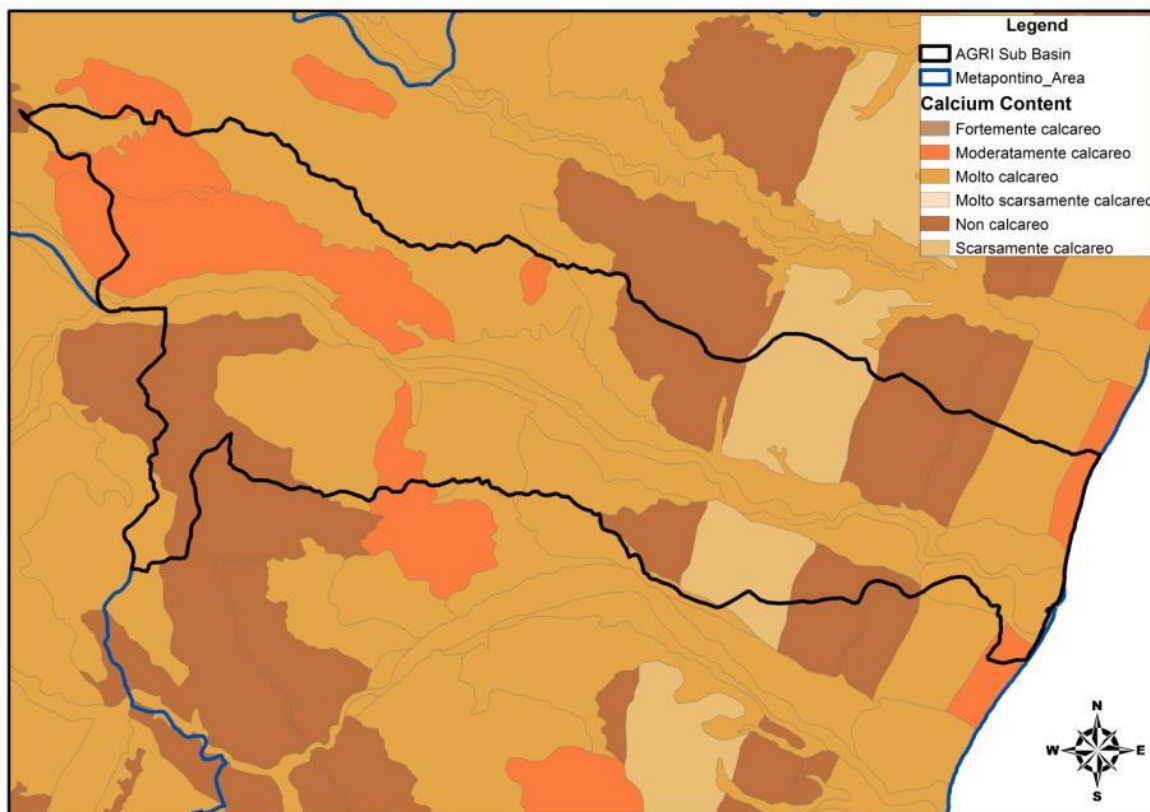 Legend
AGRI Sub Basin
Metapontino_Area
Calcium Content
Fortemente calcareo
Moderatamente calcareo
Molto calcareo
Molto scarsamente calcareo
Non calcareo
Scarsamente calcareo
N
W E
S